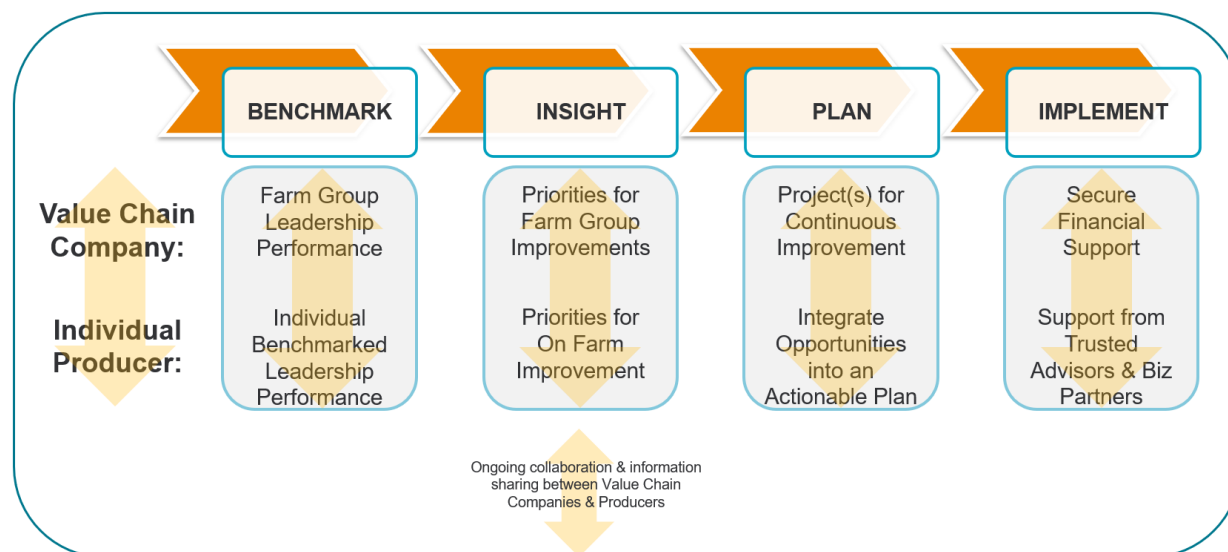 BENCHMARK
INSIGHT
PLAN
IMPLEMENT
Value Chain
Company:
Farm Group
Leadership
Performance
Priorities for
Farm Group
Improvements
Project(s) for
Continuous
Improvement
Secure
Financial
Support
Individual
Producer:
Individual
Benchmarked
Leadership
Performance
Priorities for
On Farm
Improvement
Integrate
Opportunities
into an
Actionable Plan
Support from
Trusted
Advisors & Biz
Partners
Ongoing collaboration & information
sharing between Value Chain
Companies & Producers